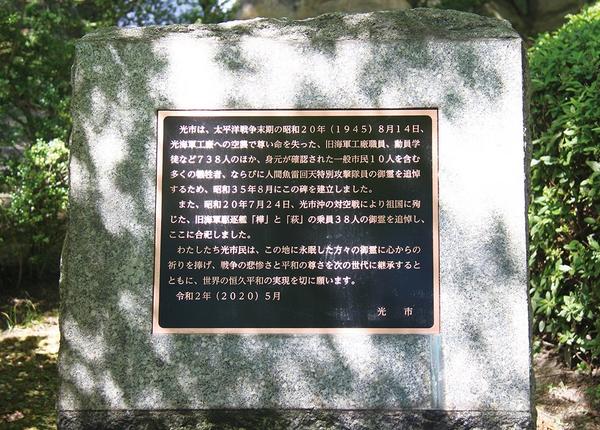 光市は、太平洋戦争末期の昭和20年(1945)8月14日、
光海軍工廠への空襲で尊い命を失った、旧海軍工廠職員、動員学
徒など738人のほか、身元が確認された一般市民10人を含む
多くの犠牲者、ならびに人間魚雷回天特別攻撃隊員の御霊を追悼
するため、昭和35年8月にこの碑を建立しました。
また、昭和20年7月24日、光市沖の対空戦により祖国に殉
じた、旧海軍駆逐艦「樺」と「萩」の乗員38人の御霊を追悼し、
ここに合祀しました。
わたしたち光市民は、この地に永眠した方々の御霊に心からの
祈りを捧げ、戦争の悲惨さと平和の尊さを次の世代に継承すると
ともに、世界の恒久平和の実現を切に願います。
令和2年(2020)5月
光 市